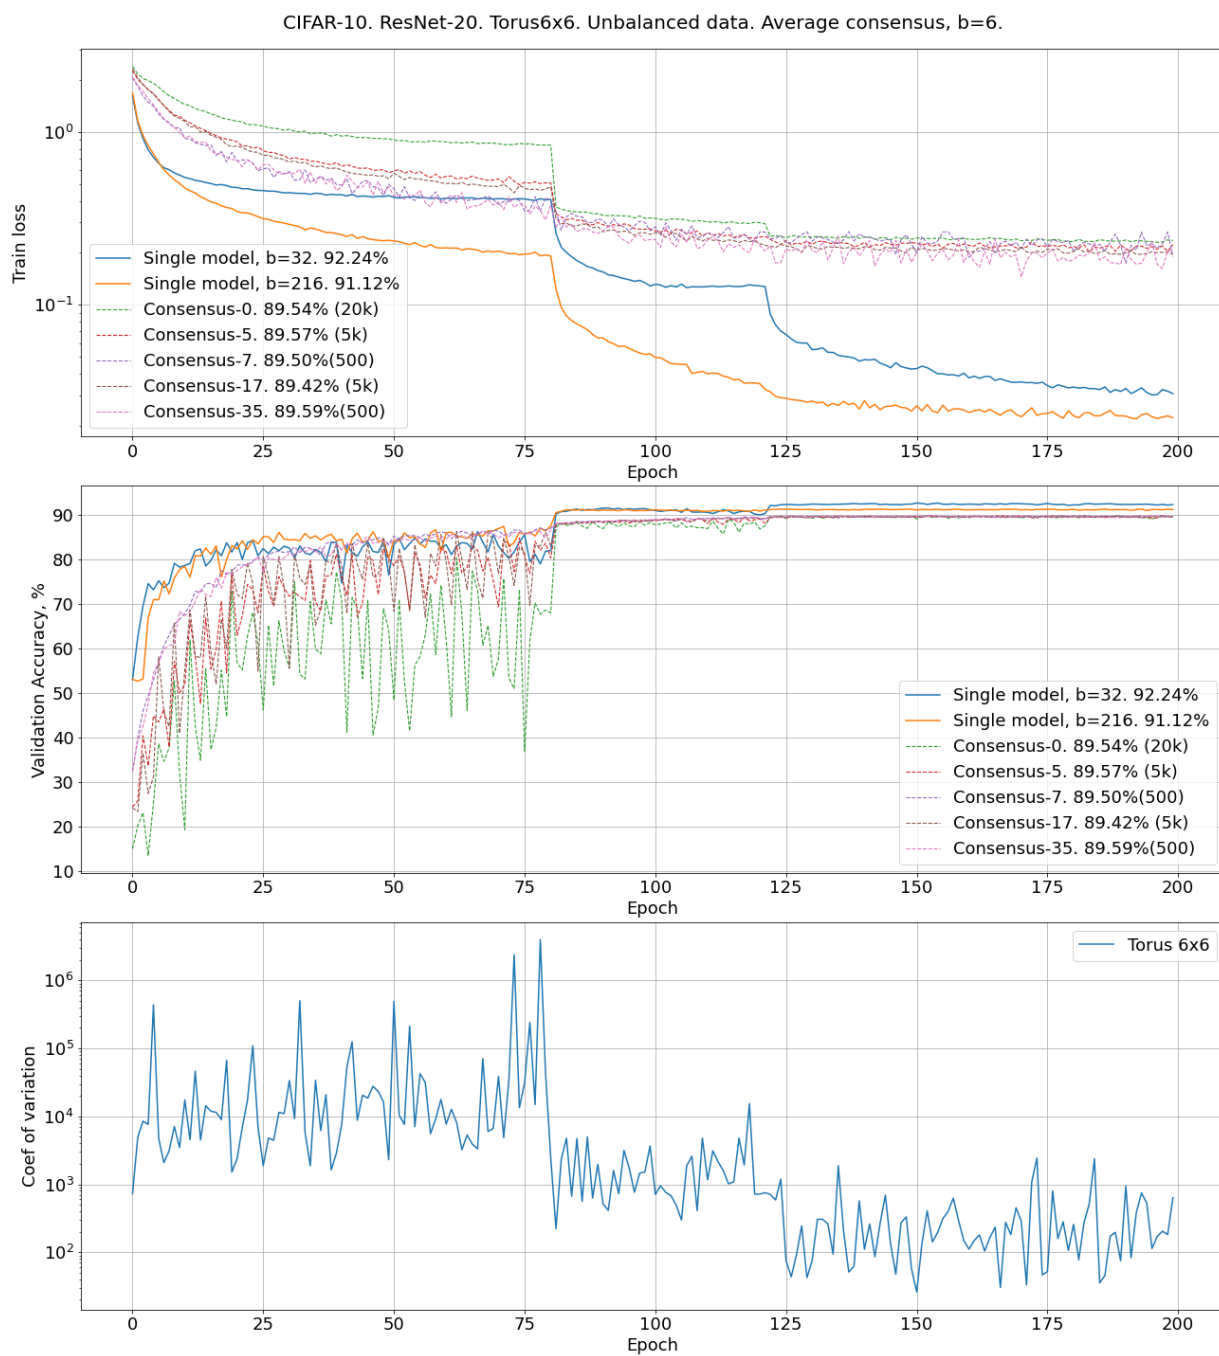 CIFAR-10. ResNet-20. Torus6x6. Unbalanced data. Average consensus, b=6.
Train loss
10^0
10^-1
Single model, b=32. 92.24%
Single model, b=216. 91.12%
Consensus-0. 89.54% (20k)
Consensus-5. 89.57% (5k)
Consensus-7. 89.50%(500)
Consensus-17. 89.42% (5k)
Consensus-35. 89.59%(500)
0 25 50 75 100 125 150 175 200
Epoch
Validation Accuracy, %
90
80
70
60
50
40
30
20
10
Single model, b=32. 92.24%
Single model, b=216. 91.12%
Consensus-0. 89.54% (20k)
Consensus-5. 89.57% (5k)
Consensus-7. 89.50%(500)
Consensus-17. 89.42% (5k)
Consensus-35. 89.59%(500)
0 25 50 75 100 125 150 175 200
Epoch
Coef of variation
Torus 6x6
10^6
10^5
10^4
10^3
10^2
0 25 50 75 100 125 150 175 200
Epoch